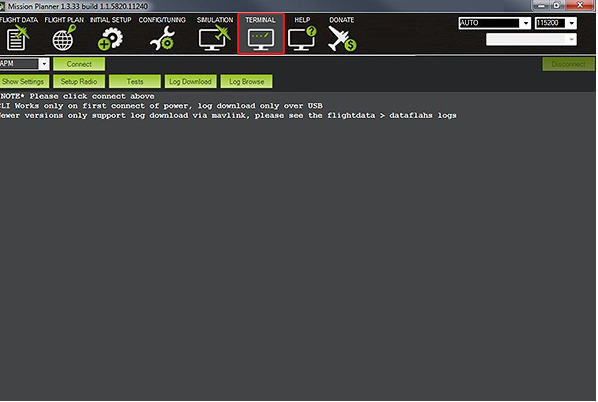 Mission Planner 1.3.33 build 1.1.5820.11240
FLIGHT DATA FLIGHT PLAN INITIAL SETUP CONFIG/TUNING SIMULATION TERMINAL HELP DONATE
AUTO 115200
APM Connect Disconnect
Show Settings Setup Radio Tests Log Download Log Browse
NOTE* Please click connect above
CLI Works only on first connect of power, log download only over USB
Newer versions only support log download via mavlink, please see the flightdata > dataflahs logs